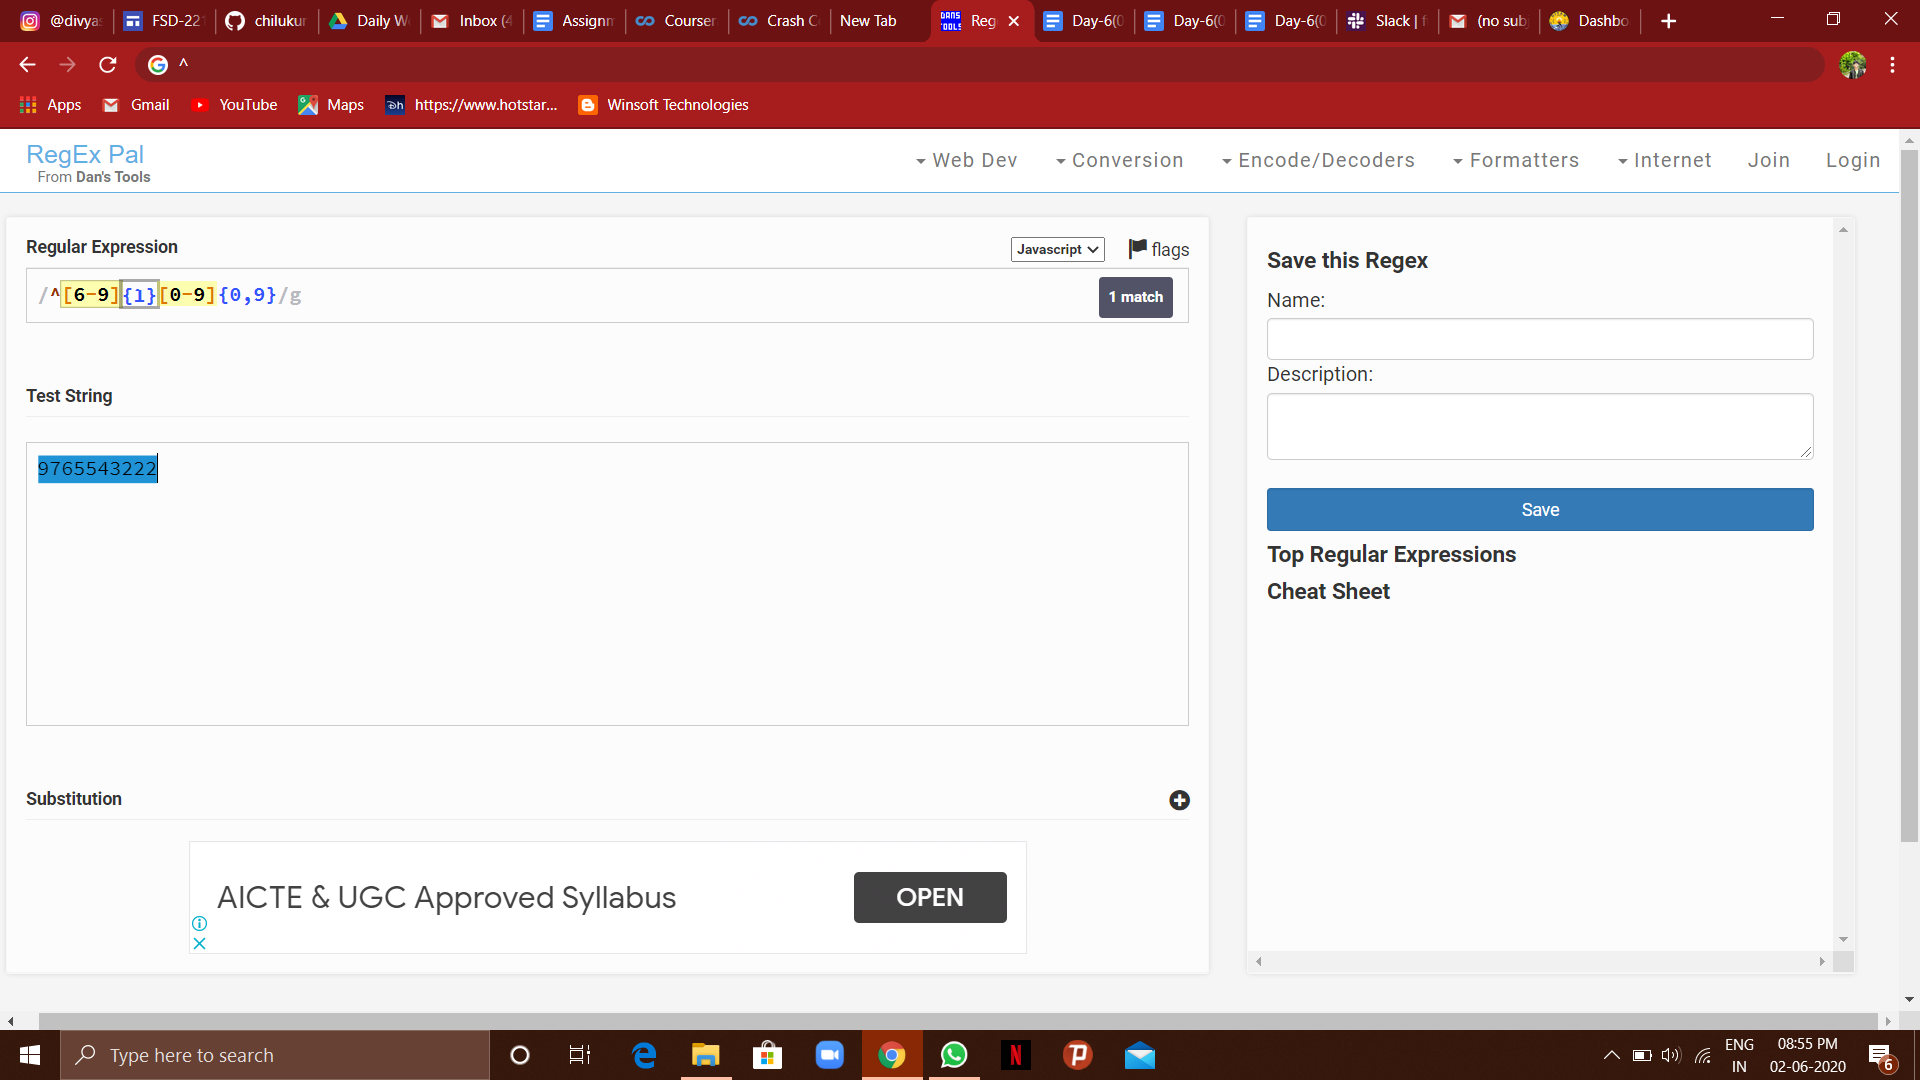 @divya FSD-221 chilukur Daily W Inbox (4 Assignm Courser Crash C New Tab Reg Day-6(0 Day-6(0 Day-6(0 Slack | f (no sub Dashbo
^
Apps Gmail YouTube Maps https://www.hotstar... Winsoft Technologies
RegEx Pal
From Dan's Tools
Web Dev Conversion Encode/Decoders Formatters Internet Join Login
Regular Expression
Javascript flags
/^[6-9]{1}[0-9]{0,9}/g
1 match
Test String
9765543222
Substitution
AICTE & UGC Approved Syllabus
OPEN
Save this Regex
Name:
Description:
Save
Top Regular Expressions
Cheat Sheet
Type here to search
ENG
IN
08:55 PM
02-06-2020
6